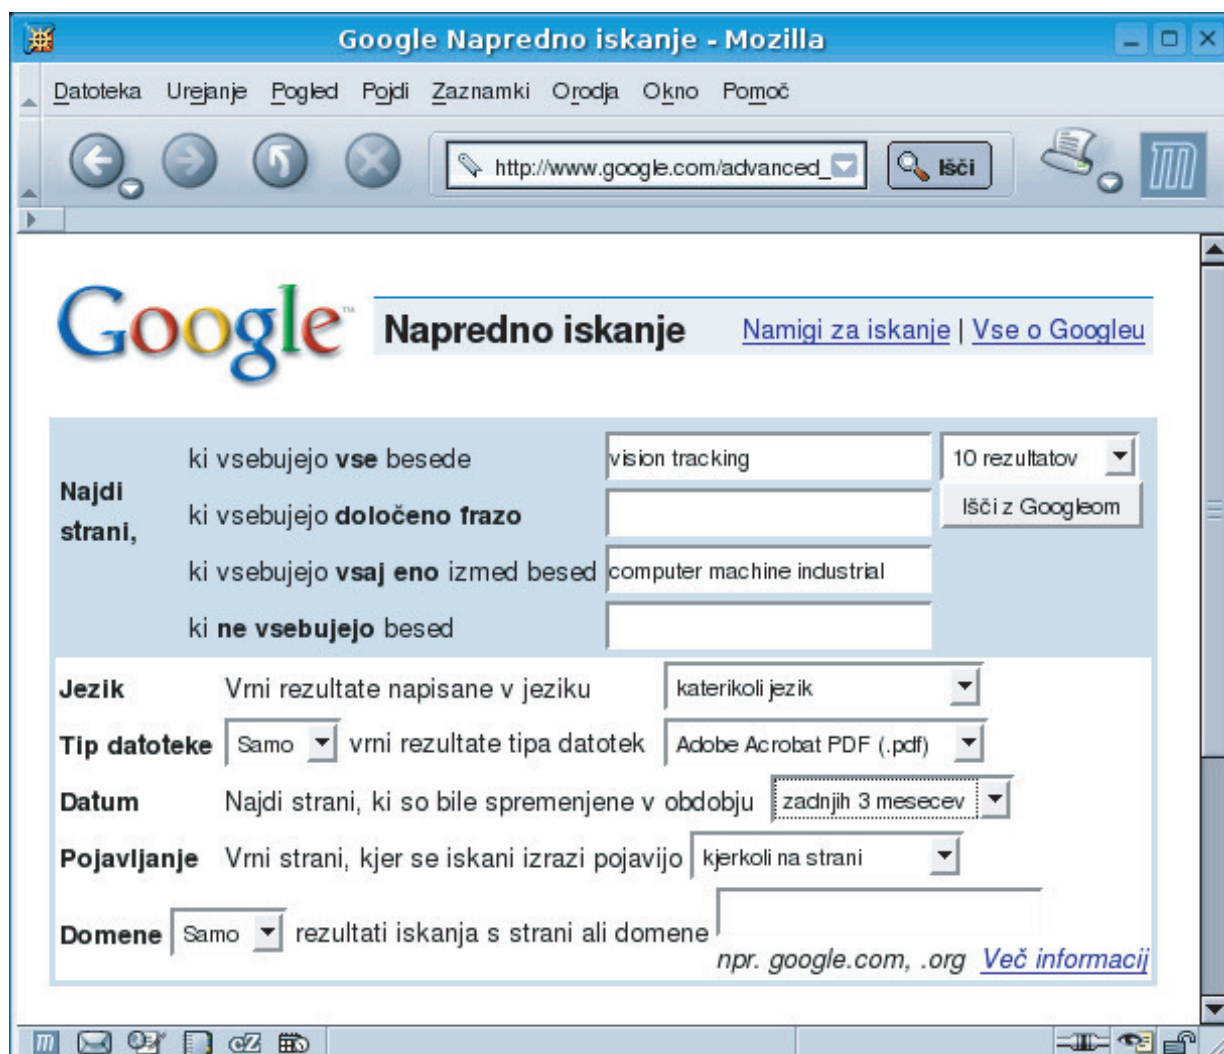 Google Napredno iskanje - Mozilla
Datoteka Urejanje Pogled Pojdi Zaznamki Orodja Okno Pomoč
http://www.google.com/advanced_ Išči
Google™ Napredno iskanje Namigi za iskanje | Vse o Googleu
Najdi strani,
ki vsebujejo vse besede vision tracking 10 rezultatov
ki vsebujejo določeno frazo Išči z Googleom
ki vsebujejo vsaj eno izmed besed computer machine industrial
ki ne vsebujejo besed
Jezik Vrni rezultate napisane v jeziku katerikoli jezik
Tip datoteke Samo vrni rezultate tipa datotek Adobe Acrobat PDF (.pdf)
Datum Najdi strani, ki so bile spremenjene v obdobju zadnjih 3 mesecev
Pojavljanje Vrni strani, kjer se iskani izrazi pojavijo kjerkoli na strani
Domene Samo rezultati iskanja s strani ali domene
npr. google.com, .org Več informacij
cZ